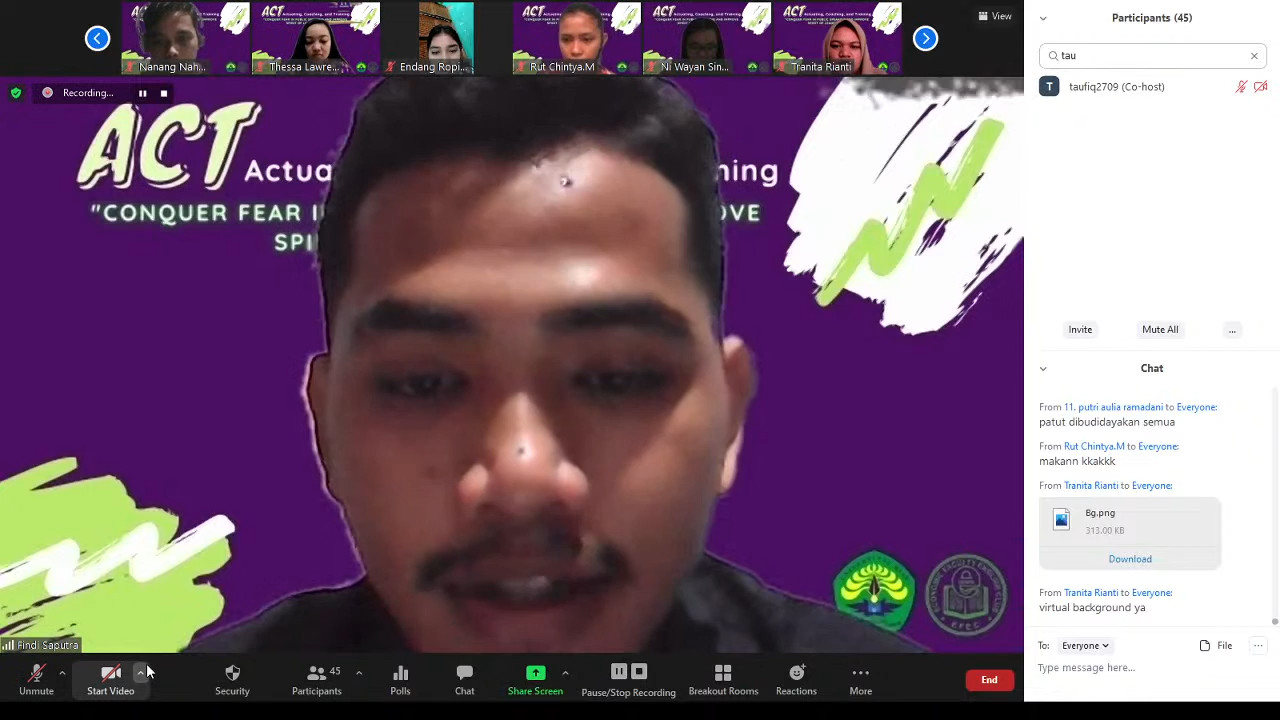 View
Nanang Nah...
Thessa Lawre...
Endang Ropi...
Rut Chintya.M
Ni Wayan Sin...
Tranita Rianti
Recording...
ACT Actua
ning
"CONQUER FEAR I
OVE
SPI
EFEC
Findi Saputra
Unmute
Start Video
Security
45
Participants
Polls
Chat
Share Screen
Pause/Stop Recording
Breakout Rooms
Reactions
More
End
Participants (45)
tau
T
taufiq2709 (Co-host)
Invite
Mute All
...
Chat
From 11. putri aulia ramadani to Everyone:
patut dibudidayakan semua
From Rut Chintya.M to Everyone:
makann kkakkk
From Tranita Rianti to Everyone:
Bg.png
313.00 KB
Download
From Tranita Rianti to Everyone:
virtual background ya
To: Everyone
File
Type message here...